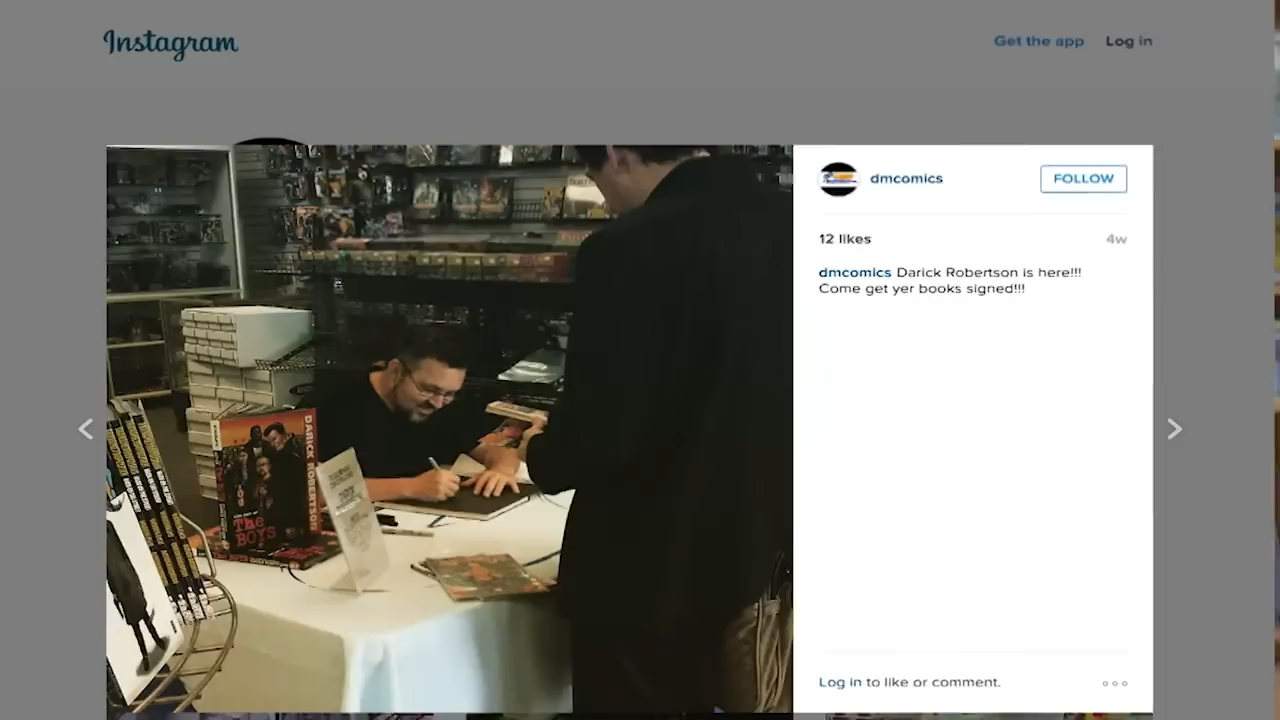 Instagram
Get the app
Log in
dmcomics
FOLLOW
12 likes
4w
dmcomics Darick Robertson is here!!!
Come get yer books signed!!!
DARICK ROBERTSON
The
BOYS
Log in to like or comment.